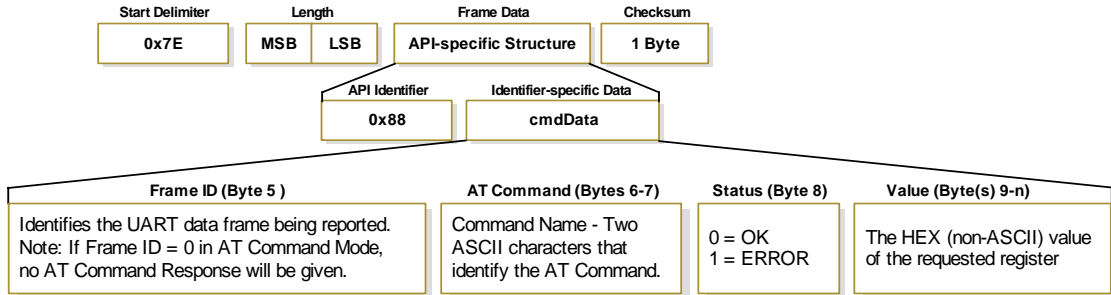 Start Delimiter
Length
Frame Data
Checksum
0x7E
MSB
LSB
API-specific Structure
1 Byte
API Identifier
Identifier-specific Data
0x88
cmdData
Frame ID (Byte 5 )
AT Command (Bytes 6-7)
Status (Byte 8)
Value (Byte(s) 9-n)
Identifies the UART data frame being reported.
Note: If Frame ID = 0 in AT Command Mode,
no AT Command Response will be given.
Command Name - Two
ASCII characters that
identify the AT Command.
0 = OK
1 = ERROR
The HEX (non-ASCII) value
of the requested register